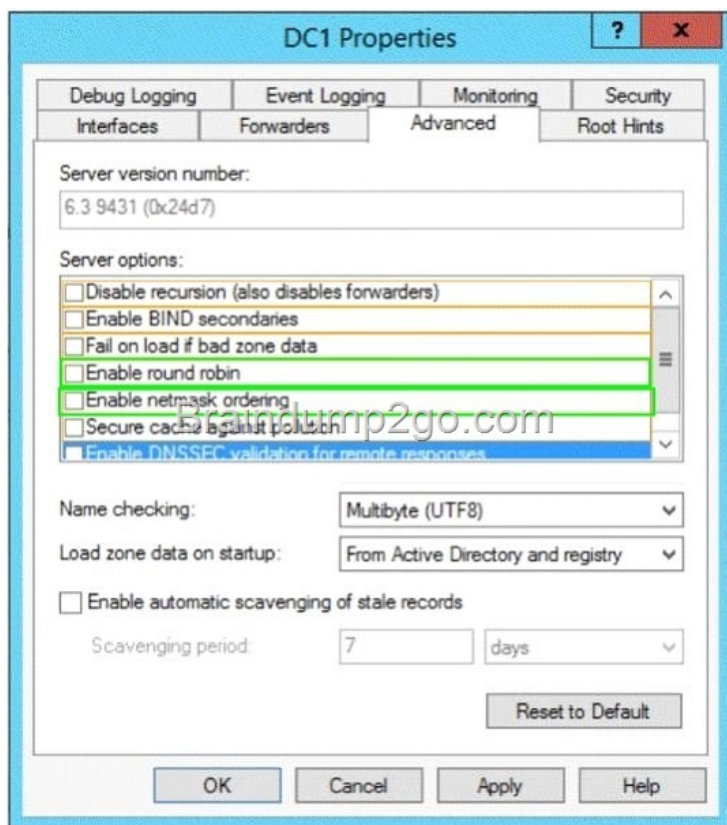 DC1 Properties
?
x
Debug Logging
Event Logging
Monitoring
Security
Interfaces
Forwarders
Advanced
Root Hints
Server version number:
6.3 9431 (0x24d7)
Server options:
Disable recursion (also disables forwarders)
Enable BIND secondaries
Fail on load if bad zone data
Enable round robin
Enable netmask ordering
Braindump2go.com
Secure cache against pollution
Enable DNSSEC validation for remote responses
Name checking:
Multibyte (UTF8)
Load zone data on startup:
From Active Directory and registry
Enable automatic scavenging of stale records
Scavenging period:
7
days
Reset to Default
OK
Cancel
Apply
Help